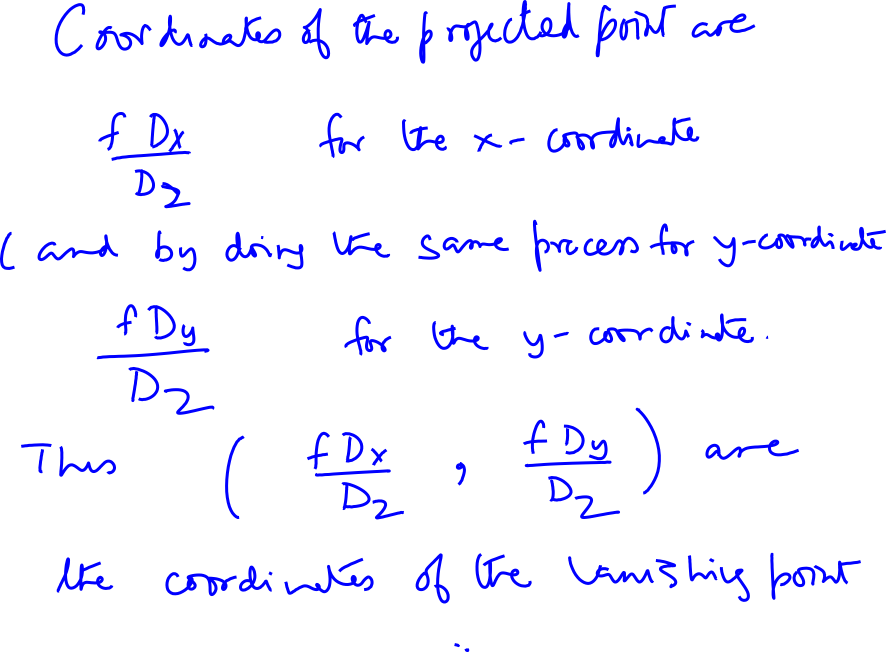 Coordinates of the projected point are
f Dx / Dz for the x-coordinate
(and by doing the same process for y-coordinate
f Dy / Dz for the y-coordinate.
Thus ( f Dx / Dz , f Dy / Dz ) are
the coordinates of the vanishing point